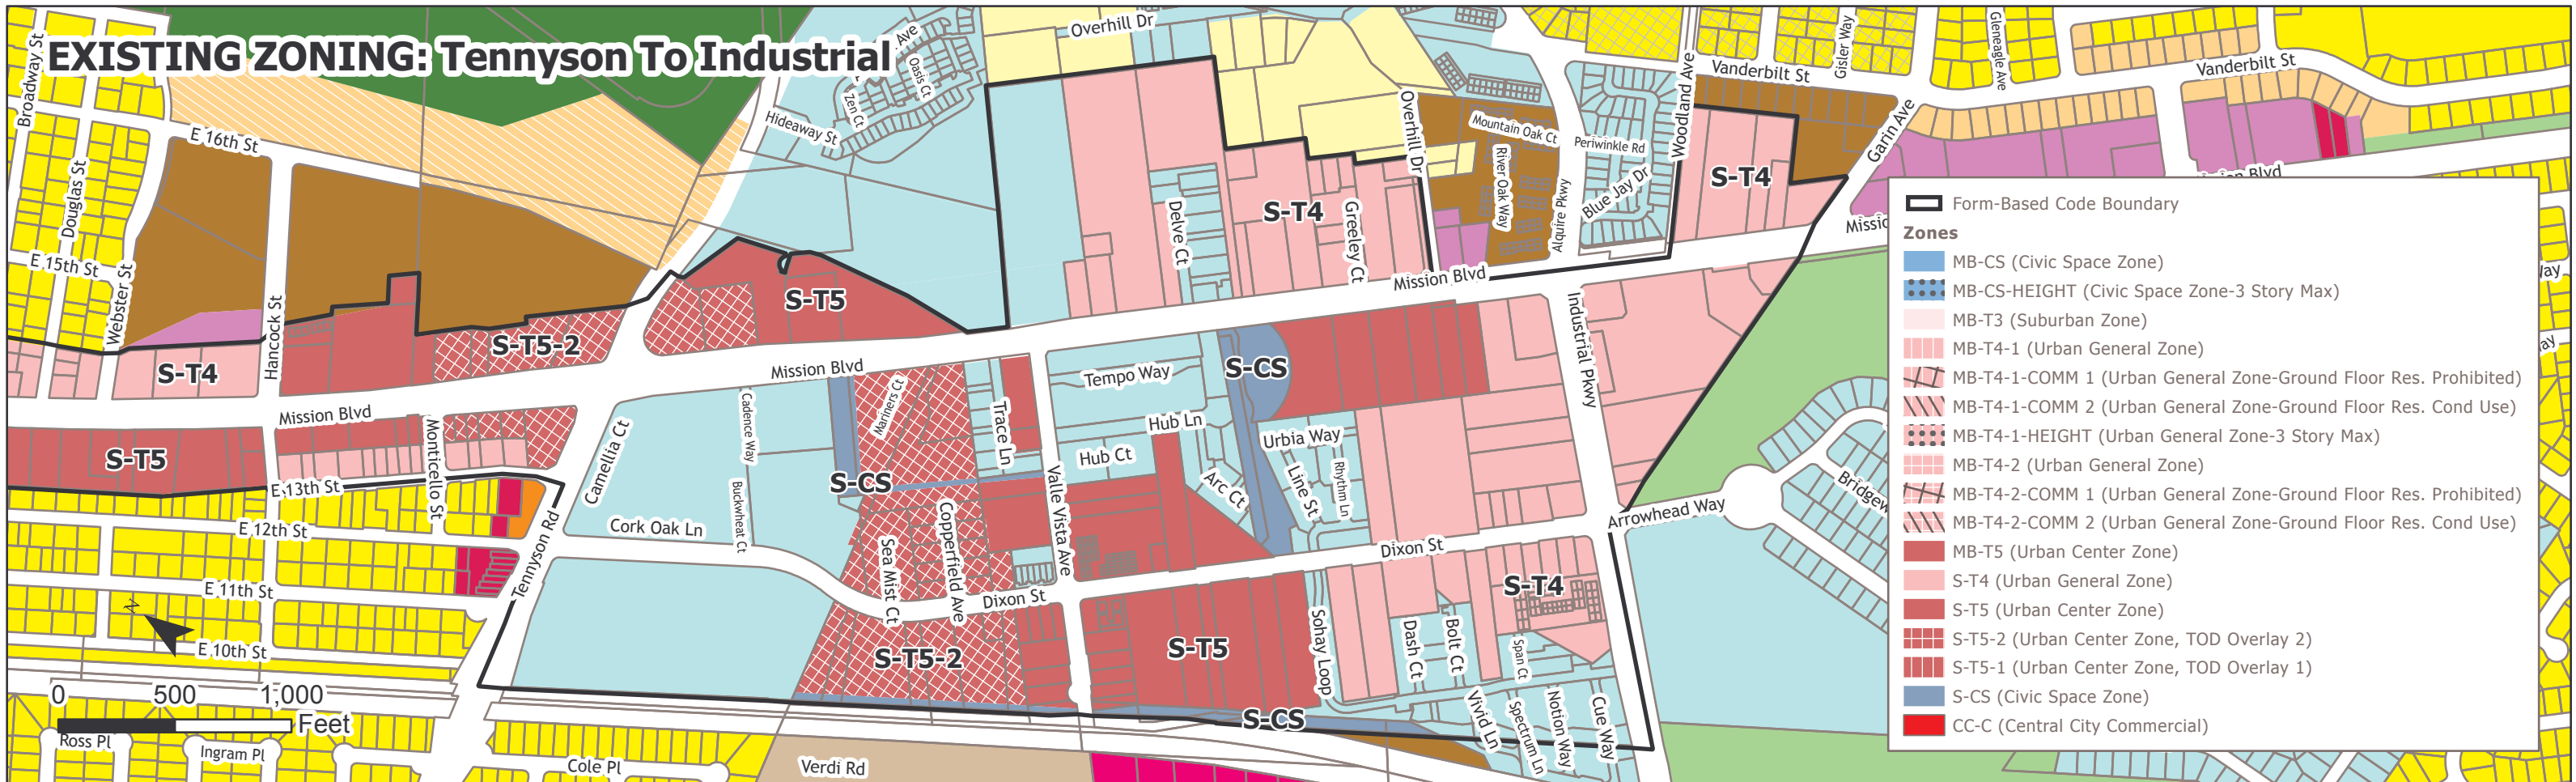 EXISTING ZONING: Tennyson To Industrial
Broadway St
Douglas St
E 16th St
E 15th St
Webster St
Hancock St
Hideaway St
Ave
Oasis Ct
Zen Ct
Overhill Dr
Overhill Dr
Delve Ct
Greeley Ct
S-T4
Mission Blvd
Mountain Oak Ct
River Oak Way
Alquire Pkwy
Periwinkle Rd
Blue Jay Dr
Woodland Ave
Vanderbilt St
Gisler Way
Gleneagle Ave
Vanderbilt St
Garin Ave
S-T4
S-T4
S-T5-2
S-T5
Mission Blvd
Mission Blvd
S-T5
Monticello St
E 13th St
E 12th St
E 11th St
E 10th St
Tennyson Rd
Camellia Ct
Cadence Way
Buckwheat Ct
Cork Oak Ln
S-CS
Mariners Ct
Trace Ln
Sea Mist Ct
Copperfield Ave
Dixon St
S-T5-2
Valle Vista Ave
Tempo Way
Hub Ln
Hub Ct
Arc Ct
S-CS
Urbia Way
Line St
Rhythm Ln
Industrial Pkwy
Dixon St
Arrowhead Way
Bridgew
S-T5
Sohay Loop
Dash Ct
Bolt Ct
Span Ct
S-T4
S-CS
Vivid Ln
Spectrum Ln
Notion Way
Cue Way
N
0 500 1,000
Feet
Ross Pl
Ingram Pl
Cole Pl
Verdi Rd
Form-Based Code Boundary
Zones
MB-CS (Civic Space Zone)
MB-CS-HEIGHT (Civic Space Zone-3 Story Max)
MB-T3 (Suburban Zone)
MB-T4-1 (Urban General Zone)
MB-T4-1-COMM 1 (Urban General Zone-Ground Floor Res. Prohibited)
MB-T4-1-COMM 2 (Urban General Zone-Ground Floor Res. Cond Use)
MB-T4-1-HEIGHT (Urban General Zone-3 Story Max)
MB-T4-2 (Urban General Zone)
MB-T4-2-COMM 1 (Urban General Zone-Ground Floor Res. Prohibited)
MB-T4-2-COMM 2 (Urban General Zone-Ground Floor Res. Cond Use)
MB-T5 (Urban Center Zone)
S-T4 (Urban General Zone)
S-T5 (Urban Center Zone)
S-T5-2 (Urban Center Zone, TOD Overlay 2)
S-T5-1 (Urban Center Zone, TOD Overlay 1)
S-CS (Civic Space Zone)
CC-C (Central City Commercial)